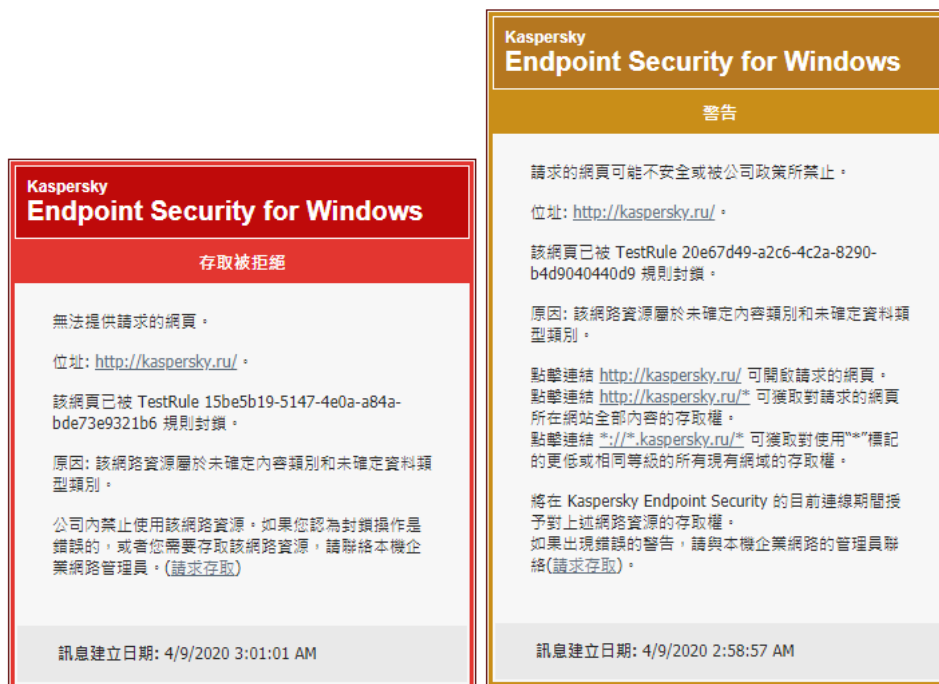 Kaspersky
Endpoint Security for Windows
存取被拒絕
無法提供請求的網頁。
位址: http://kaspersky.ru/。
該網頁已被 TestRule 15be5b19-5147-4e0a-a84a-
bde73e9321b6 規則封鎖。
原因: 該網路資源屬於未確定內容類別和未確定資料類
型類別。
公司內禁止使用該網路資源。如果您認為封鎖操作是
錯誤的，或者您需要存取該網路資源，請聯絡本機企
業網路管理員。(請求存取)
訊息建立日期: 4/9/2020 3:01:01 AM
Kaspersky
Endpoint Security for Windows
警告
請求的網頁可能不安全或被公司政策所禁止。
位址: http://kaspersky.ru/。
該網頁已被 TestRule 20e67d49-a2c6-4c2a-8290-
b4d9040440d9 規則封鎖。
原因: 該網路資源屬於未確定內容類別和未確定資料類
型類別。
點擊連結 http://kaspersky.ru/ 可開啟請求的網頁。
點擊連結 http://kaspersky.ru/* 可獲取對請求的網頁
所在網站全部內容的存取權。
點擊連結 *://*.kaspersky.ru/* 可獲取對使用“*”標記
的更低或相同等級的所有現有網域的存取權。
將在 Kaspersky Endpoint Security 的目前連線期間授
予對上述網路資源的存取權。
如果出現錯誤的警告，請與本機企業網路的管理員聯
絡(請求存取)。
訊息建立日期: 4/9/2020 2:58:57 AM